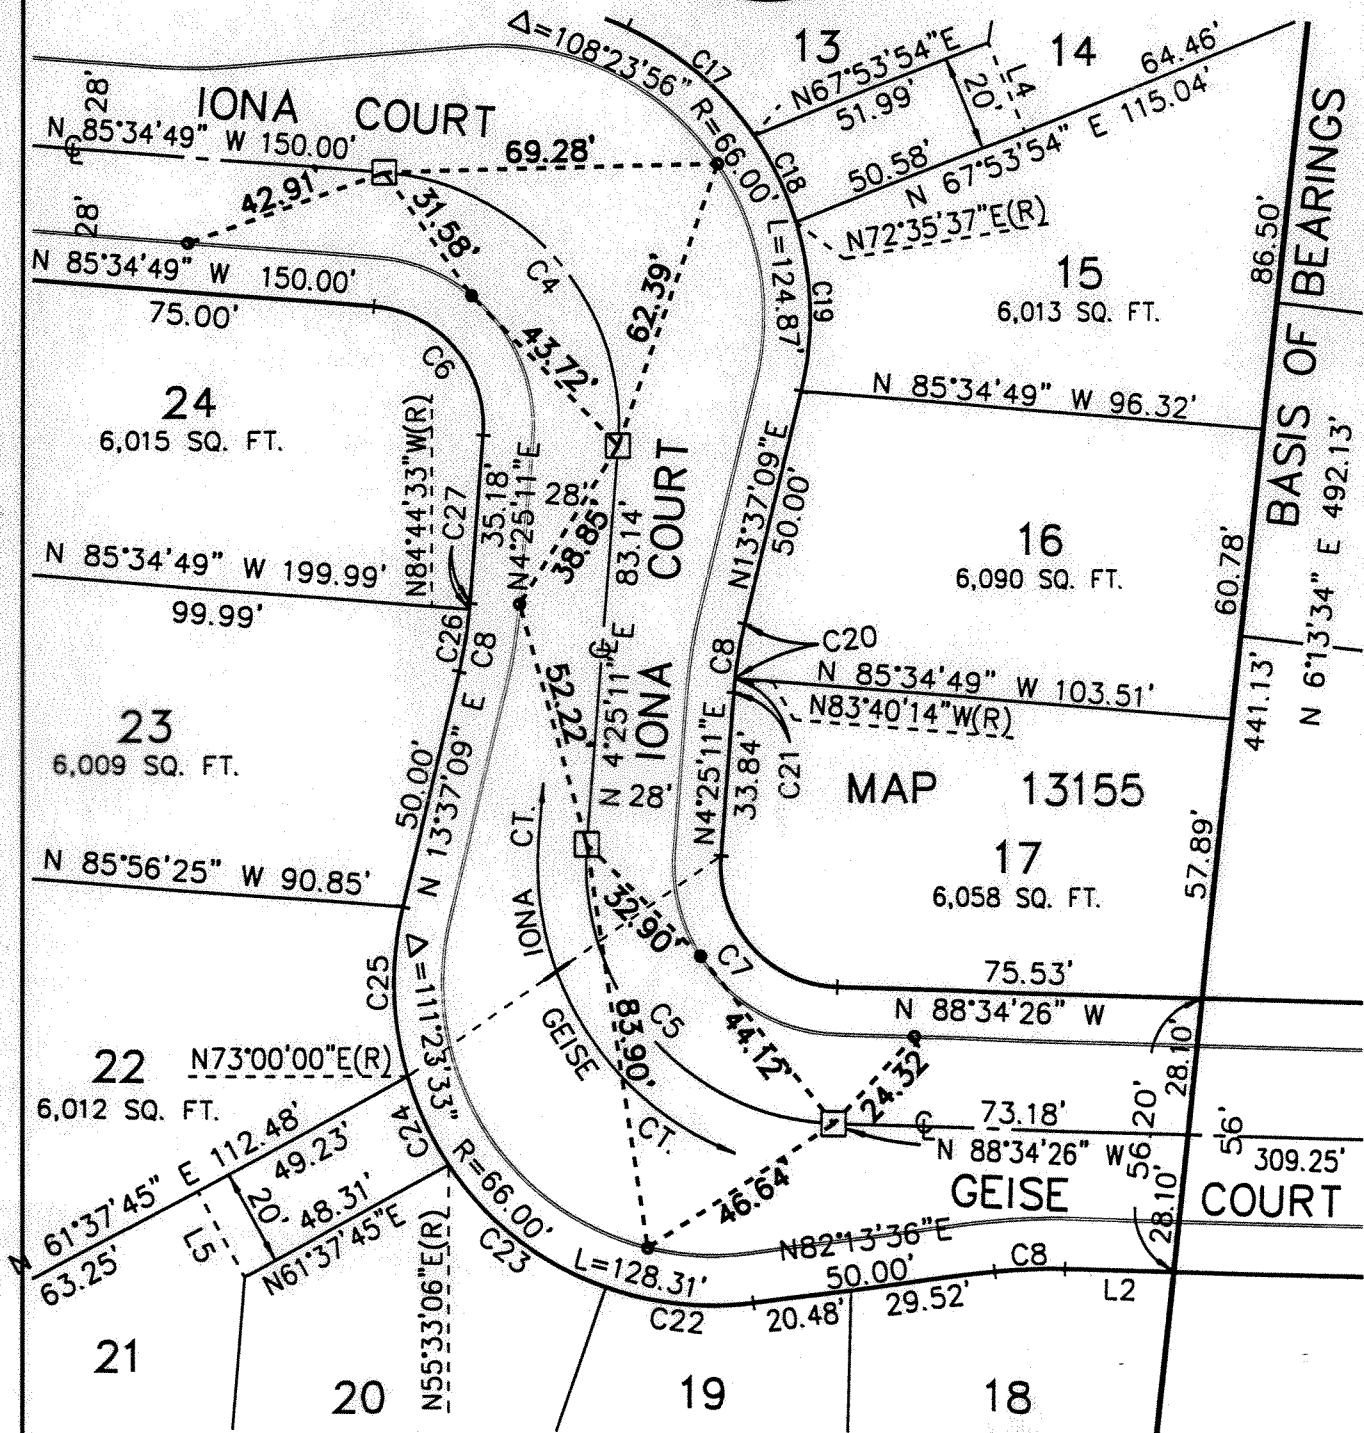 Δ=108°23'56" R=66.00' L=124.87'
C17
13
14
N67°53'54"E
51.99'
20'
L4
64.46'
N 67°53'54" E 115.04'
50.58'
C18
N72°35'37"E(R)
28'
IONA COURT
N 85°34'49" W 150.00'
℄
69.28'
42.91'
31.58'
28'
N 85°34'49" W 150.00'
75.00'
C4
62.39'
C19
15
6,013 SQ. FT.
86.50'
BASIS OF BEARINGS
N 6°13'34" E 492.13'
C6
43.72'
24
6,015 SQ. FT.
N84°44'33"W(R)
C27
35.18'
N4°25'11"E
28'
38.85'
83.14'
COURT
N 85°34'49" W 96.32'
N13°37'09"E
50.00'
16
6,090 SQ. FT.
60.78'
N 85°34'49" W 199.99'
99.99'
C26
C8
℄
N 4°25'11" E
IONA
52.22'
C8
C20
N 85°34'49" W 103.51'
N83°40'14"W(R)
441.13'
23
6,009 SQ. FT.
50.00'
N 13°37'09" E
28'
N4°25'11"E
33.84'
C21
MAP 13155
17
6,058 SQ. FT.
57.89'
N 85°56'25" W 90.85'
IONA CT.
32.90'
C7
75.53'
N 88°34'26" W
C25
Δ=111°23'33" R=66.00' L=128.31'
GEISE CT.
83.90'
C5
44.12'
24.32'
28.10'
22
6,012 SQ. FT.
N73°00'00"E(R)
C24
73.18'
℄
N 88°34'26" W
56.20'
56'
309.25'
N 61°37'45" E 112.48'
63.25'
49.23'
20'
48.31'
L5
N61°37'45"E
46.64'
GEISE COURT
28.10'
N55°33'06"E(R)
C23
N82°13'36"E
50.00'
C8
L2
C22
20.48'
29.52'
21
20
19
18